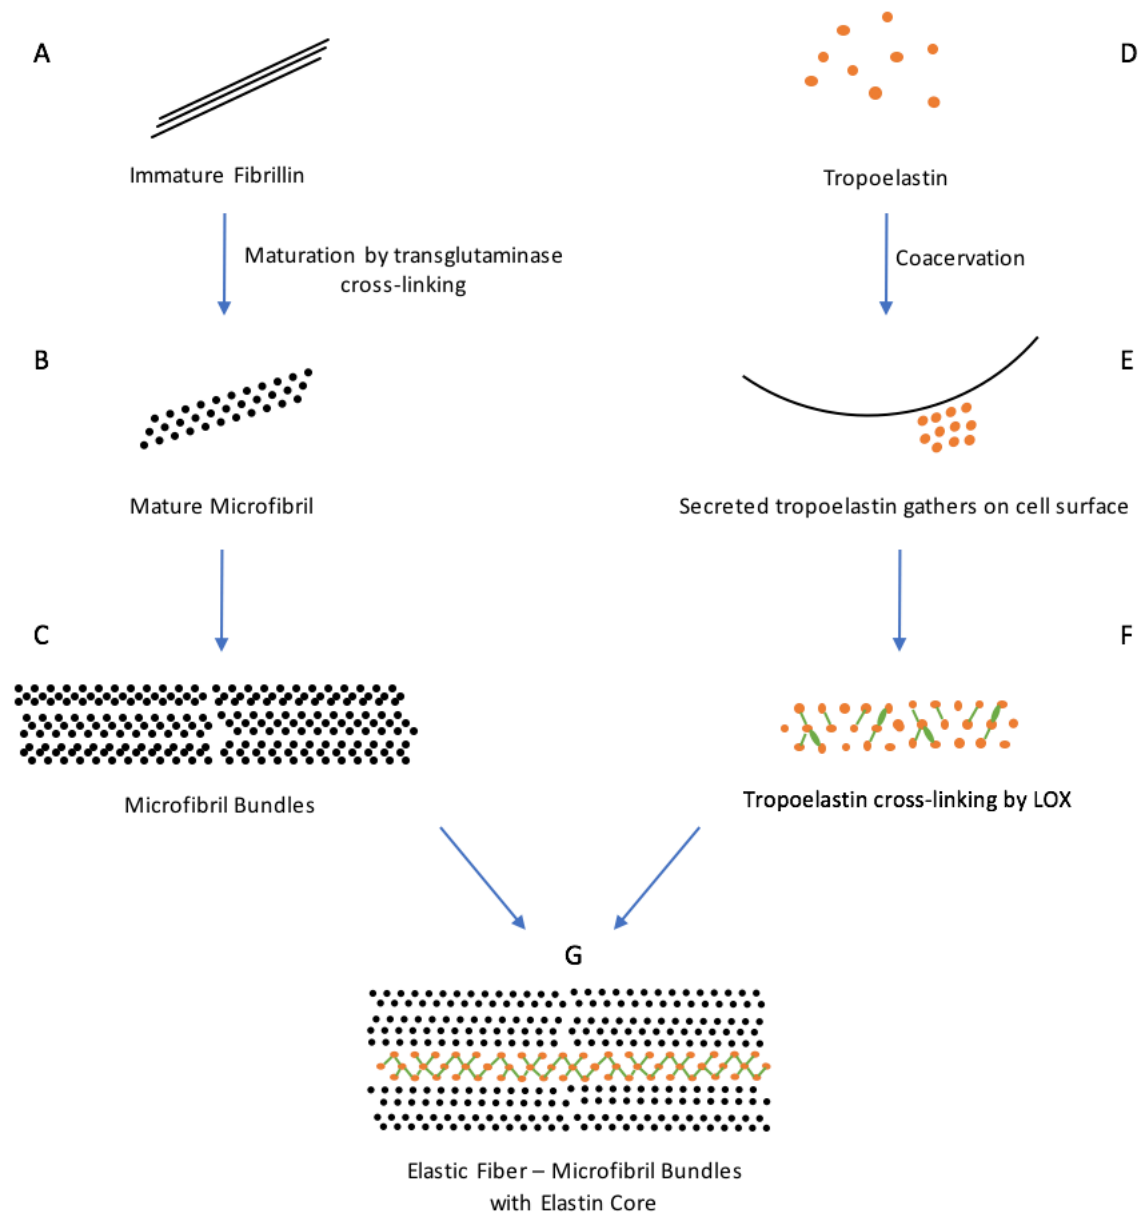 A
D
Immature Fibrillin
Tropoelastin
Maturation by transglutaminase
cross-linking
Coacervation
B
E
Mature Microfibril
Secreted tropoelastin gathers on cell surface
C
F
Microfibril Bundles
Tropoelastin cross-linking by LOX
G
Elastic Fiber – Microfibril Bundles
with Elastin Core